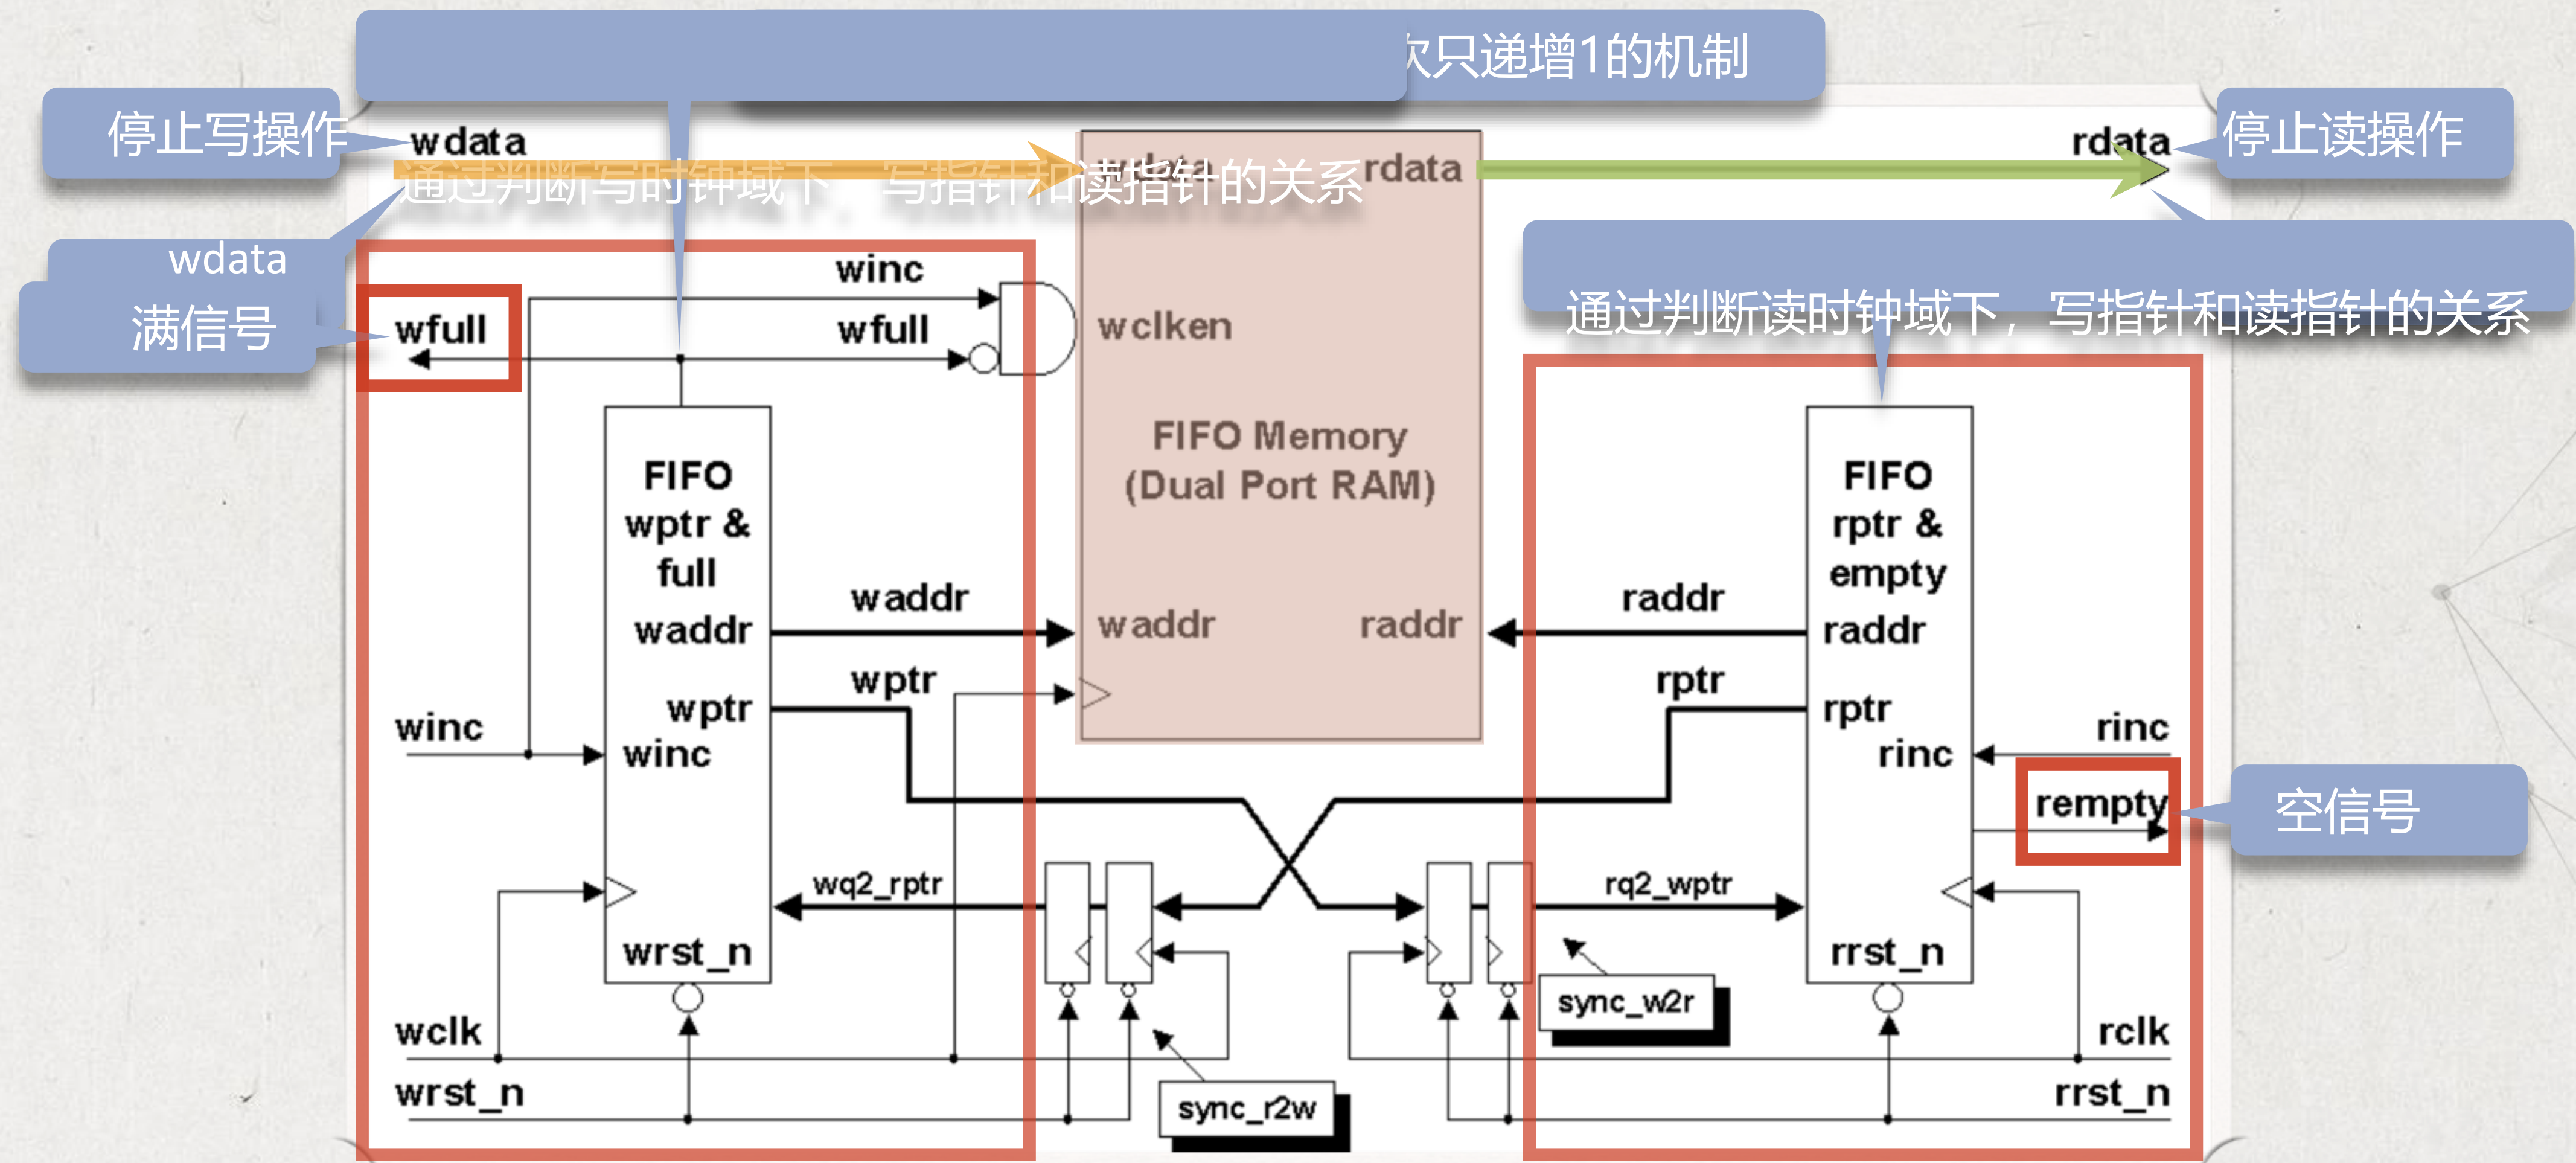 次只递增1的机制
停止写操作
wdata
rdata
停止读操作
wdata
rdata
通过判断写时钟域下，写指针和读指针的关系
wdata
winc
满信号
wfull
wfull
wclken
通过判断读时钟域下，写指针和读指针的关系
FIFO Memory
(Dual Port RAM)
FIFO
wptr &
full
waddr
wptr
winc
wrst_n
waddr
wptr
waddr
raddr
raddr
rptr
FIFO
rptr &
empty
raddr
rptr
rinc
rrst_n
winc
rinc
rempty
空信号
wq2_rptr
rq2_wptr
sync_w2r
sync_r2w
wclk
wrst_n
rclk
rrst_n